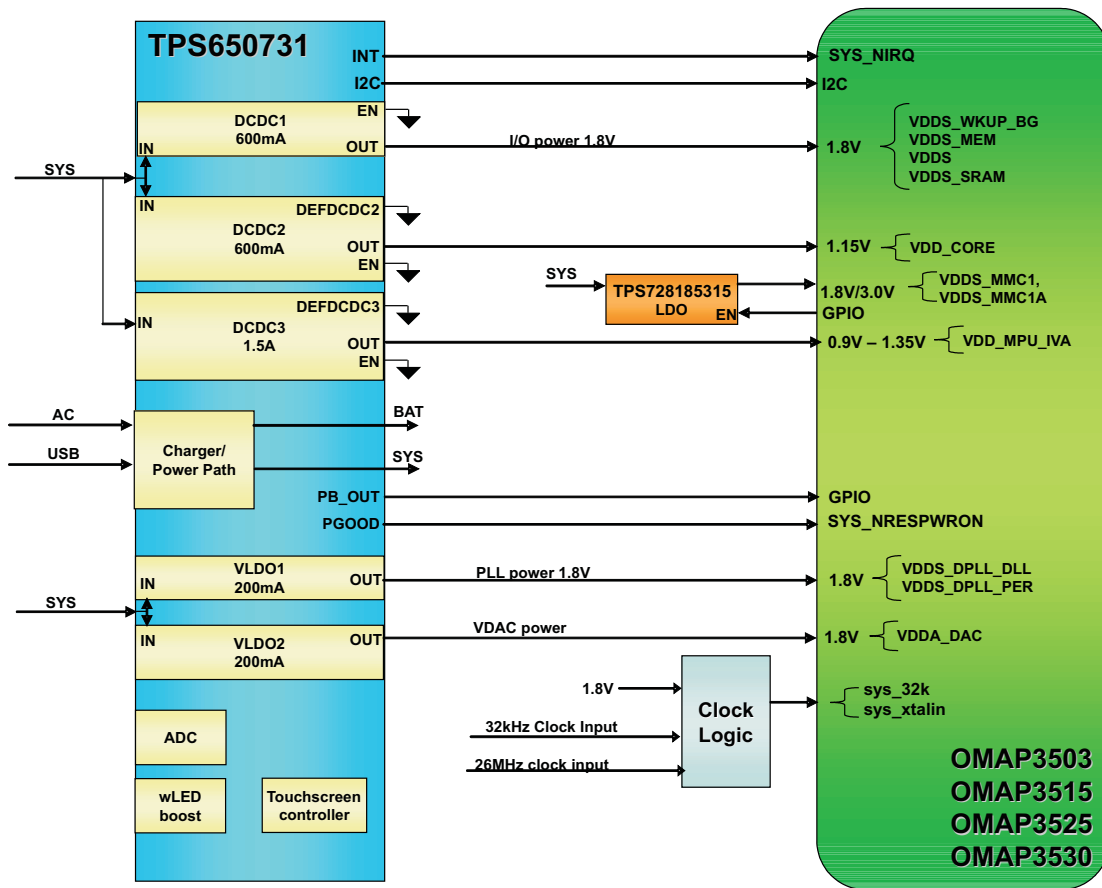 TPS650731
INT
SYS_NIRQ
I2C
I2C
EN
DCDC1
600mA
IN
OUT
I/O power 1.8V
1.8V
VDDS_WKUP_BG
VDDS_MEM
VDDS
VDDS_SRAM
SYS
IN
DEFDCDC2
DCDC2
600mA
OUT
EN
1.15V
VDD_CORE
SYS
TPS728185315
LDO
EN
1.8V/3.0V
VDDS_MMC1,
VDDS_MMC1A
GPIO
DEFDCDC3
IN
DCDC3
1.5A
OUT
EN
0.9V – 1.35V
VDD_MPU_IVA
AC
USB
Charger/
Power Path
BAT
SYS
PB_OUT
GPIO
PGOOD
SYS_NRESPWRON
VLDO1
200mA
IN
OUT
PLL power 1.8V
1.8V
VDDS_DPLL_DLL
VDDS_DPLL_PER
SYS
IN
VLDO2
200mA
OUT
VDAC power
1.8V
VDDA_DAC
1.8V
32kHz Clock Input
26MHz clock input
Clock
Logic
sys_32k
sys_xtalin
ADC
wLED
boost
Touchscreen
controller
OMAP3503
OMAP3515
OMAP3525
OMAP3530